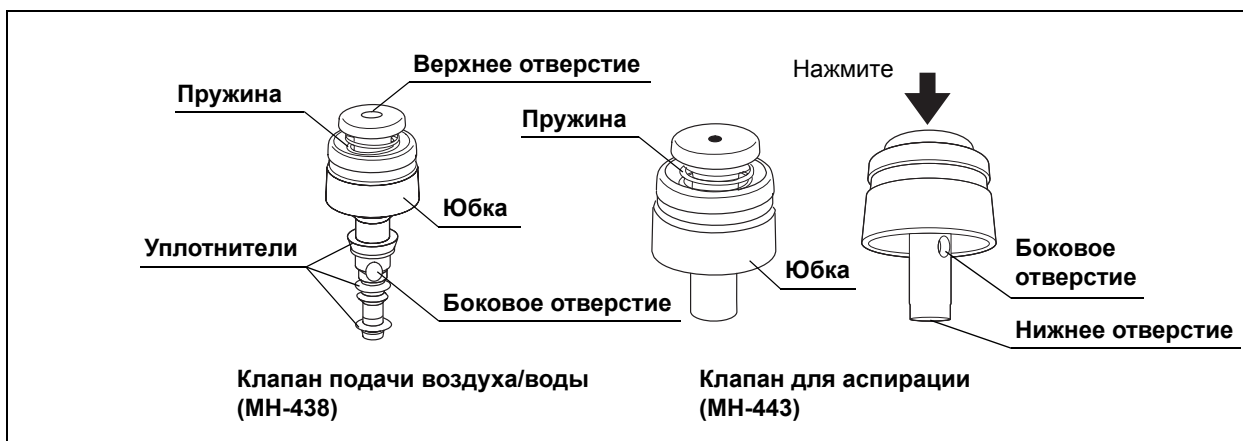 Верхнее отверстие
Пружина
Юбка
Уплотнители
Боковое отверстие
Клапан подачи воздуха/воды
(MH-438)
Нажмите
Пружина
Юбка
Боковое
отверстие
Нижнее отверстие
Клапан для аспирации
(MH-443)